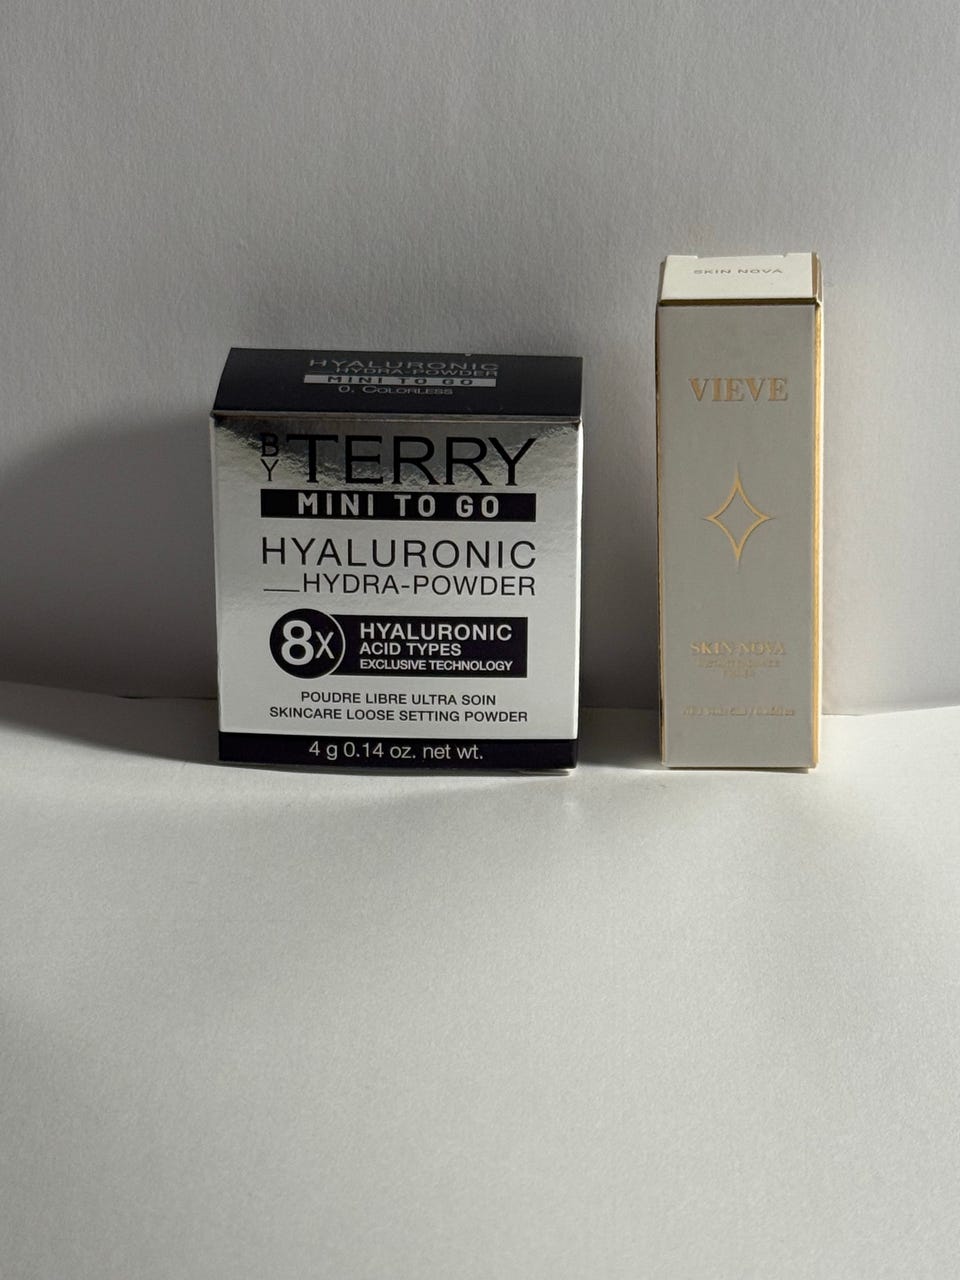 HYALURONIC
HYDRA-POWDER
MINI TO GO
0. COLORLESS
BY TERRY
MINI TO GO
HYALURONIC
HYDRA-POWDER
8X HYALURONIC
ACID TYPES
EXCLUSIVE TECHNOLOGY
POUDRE LIBRE ULTRA SOIN
SKINCARE LOOSE SETTING POWDER
4 g 0.14 oz. net wt.
SKIN NOVA
VIEVE
SKIN NOVA